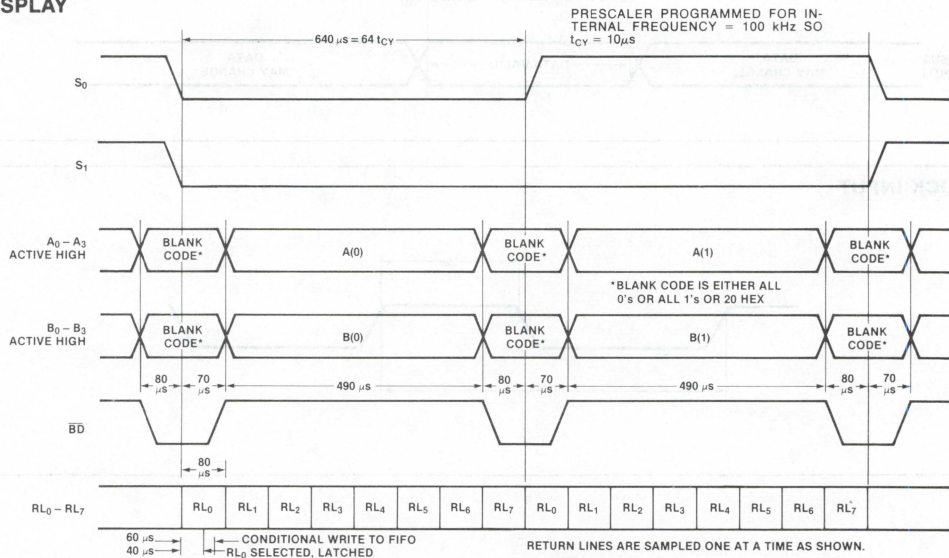 SPLAY
PRESCALER PROGRAMMED FOR IN-
TERNAL FREQUENCY = 100 kHz SO
tCY = 10μs
640 μs = 64 tCY
S0
S1
OCK INPUT
A0 – A3
ACTIVE HIGH
BLANK
CODE*
A(0)
BLANK
CODE*
A(1)
BLANK
CODE*
*BLANK CODE IS EITHER ALL
0's OR ALL 1's OR 20 HEX
B0 – B3
ACTIVE HIGH
BLANK
CODE*
B(0)
BLANK
CODE*
B(1)
BLANK
CODE*
80 μs 70 μs 490 μs 80 μs 70 μs 490 μs 80 μs 70 μs
BD
80 μs
RL0 – RL7
RL0 RL1 RL2 RL3 RL4 RL5 RL6 RL7 RL0 RL1 RL2 RL3 RL4 RL5 RL6 RL7
60 μs CONDITIONAL WRITE TO FIFO
40 μs RL0 SELECTED, LATCHED
RETURN LINES ARE SAMPLED ONE AT A TIME AS SHOWN.